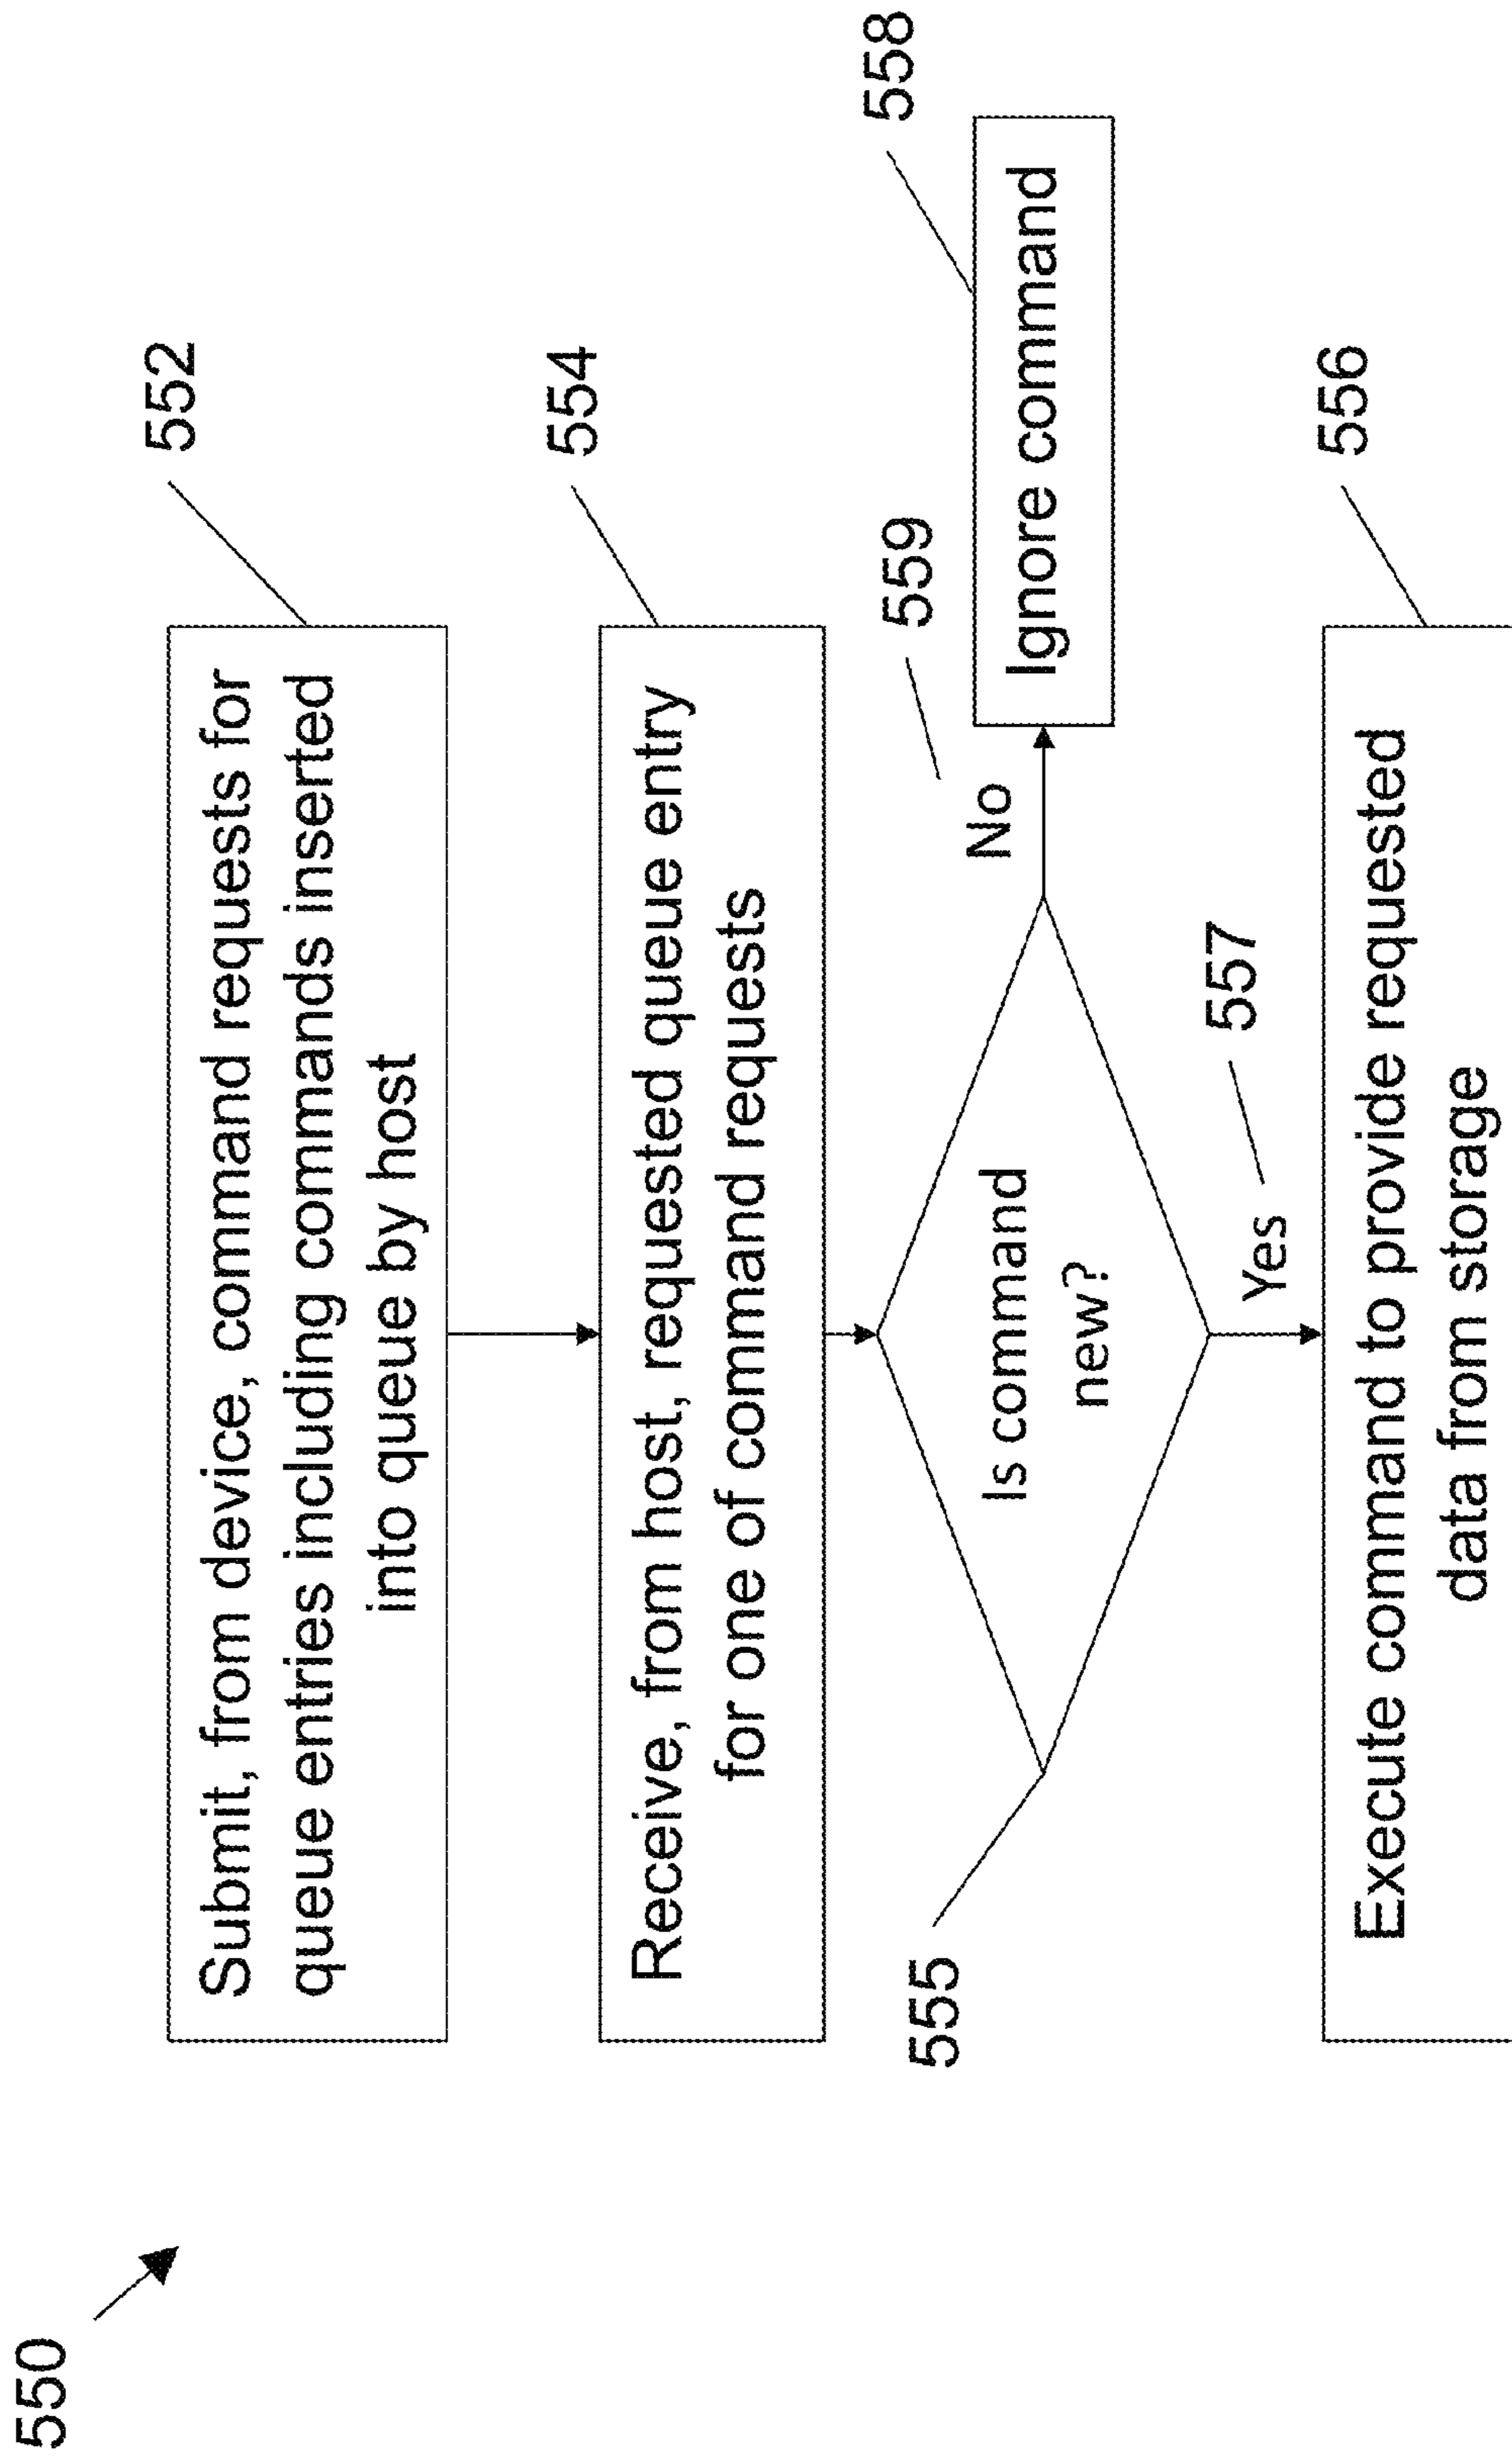 550
552
Submit, from device, command requests for
queue entries including commands inserted
into queue by host
554
Receive, from host, requested queue entry
for one of command requests
555
Is command
new?
559
No
558
Ignore command
557
Yes
556
Execute command to provide requested
data from storage